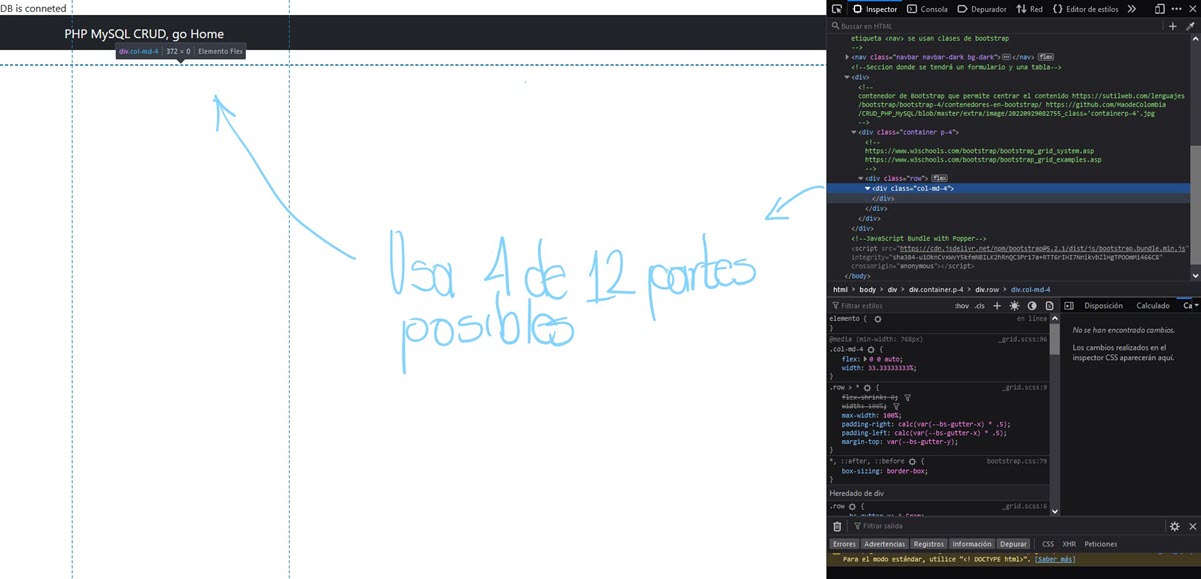 DB is conneted
PHP MySQL CRUD, go Home
div.col-md-4 372 × 0 Elemento Flex
Usa 4 de 12 partes
posibles
Inspector Consola Depurador Red Editor de estilos
Buscar en HTML
etiqueta <nav> se usan clases de bootstrap
-->
<nav class="navbar navbar-dark bg-dark"> </nav> flex
<!--Seccion donde se tendrá un formulario y una tabla-->
<div>
<!--
contenedor de Bootstrap que permite centrar el contenido https://sutilweb.com/lenguajes
/bootstrap/bootstrap-4/contenedores-en-bootstrap/ https://github.com/HaodeColombia
/CRUD_PHP_MySQL/blob/master/extra/image/20220929082755_class='containerp-4'.jpg
-->
<div class="container p-4">
<!--
https://www.w3schools.com/bootstrap/bootstrap_grid_system.asp
https://www.w3schools.com/bootstrap/bootstrap_grid_examples.asp
-->
<div class="row"> flex
<div class="col-md-4">
</div>
</div>
</div>
</div>
<!--JavaScript Bundle with Popper-->
<script src="https://cdn.jsdelivr.net/npm/bootstrap@5.2.1/dist/js/bootstrap.bundle.min.js"
crossorigin="anonymous"></script>
</body>
html > body > div > div.container.p-4 > div.row > div.col-md-4
Filtrar estilos :hov .cls
Disposición Calculado Ca
elemento { en línea
}
@media (min-width: 768px) _grid.scss:96
.col-md-4 {
flex: 0 0 auto;
width: 33.33333333%;
}
.row > * { _grid.scss:9
flex-shrink: 0;
width: 100%;
max-width: 100%;
padding-right: calc(var(--bs-gutter-x) * .5);
padding-left: calc(var(--bs-gutter-x) * .5);
margin-top: var(--bs-gutter-y);
}
*, ::after, ::before { bootstrap.css:79
box-sizing: border-box;
}
Heredado de div
.row { _grid.scss:6
No se han encontrado cambios.
Los cambios realizados en el
inspector CSS aparecerán aquí.
Filtrar salida
Errores Advertencias Registros Información Depurar CSS XHR Peticiones
Para el modo estándar, utilice "<! DOCTYPE html>". [Saber más]